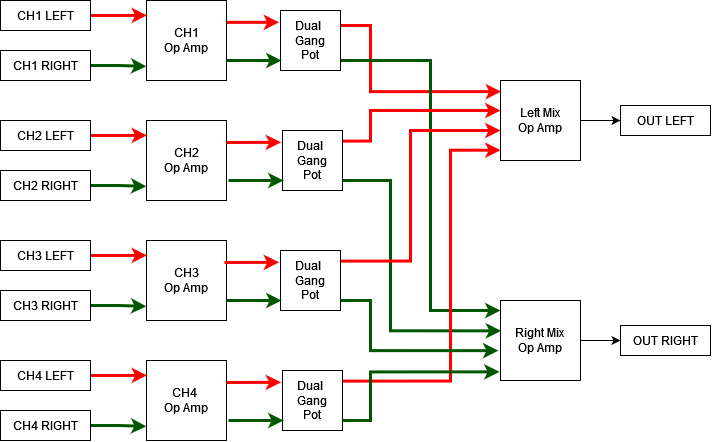 CH1 LEFT
CH1 RIGHT
CH1
Op Amp
Dual
Gang
Pot
CH2 LEFT
CH2 RIGHT
CH2
Op Amp
Dual
Gang
Pot
CH3 LEFT
CH3 RIGHT
CH3
Op Amp
Dual
Gang
Pot
CH4 LEFT
CH4 RIGHT
CH4
Op Amp
Dual
Gang
Pot
Left Mix
Op Amp
OUT LEFT
Right Mix
Op Amp
OUT RIGHT